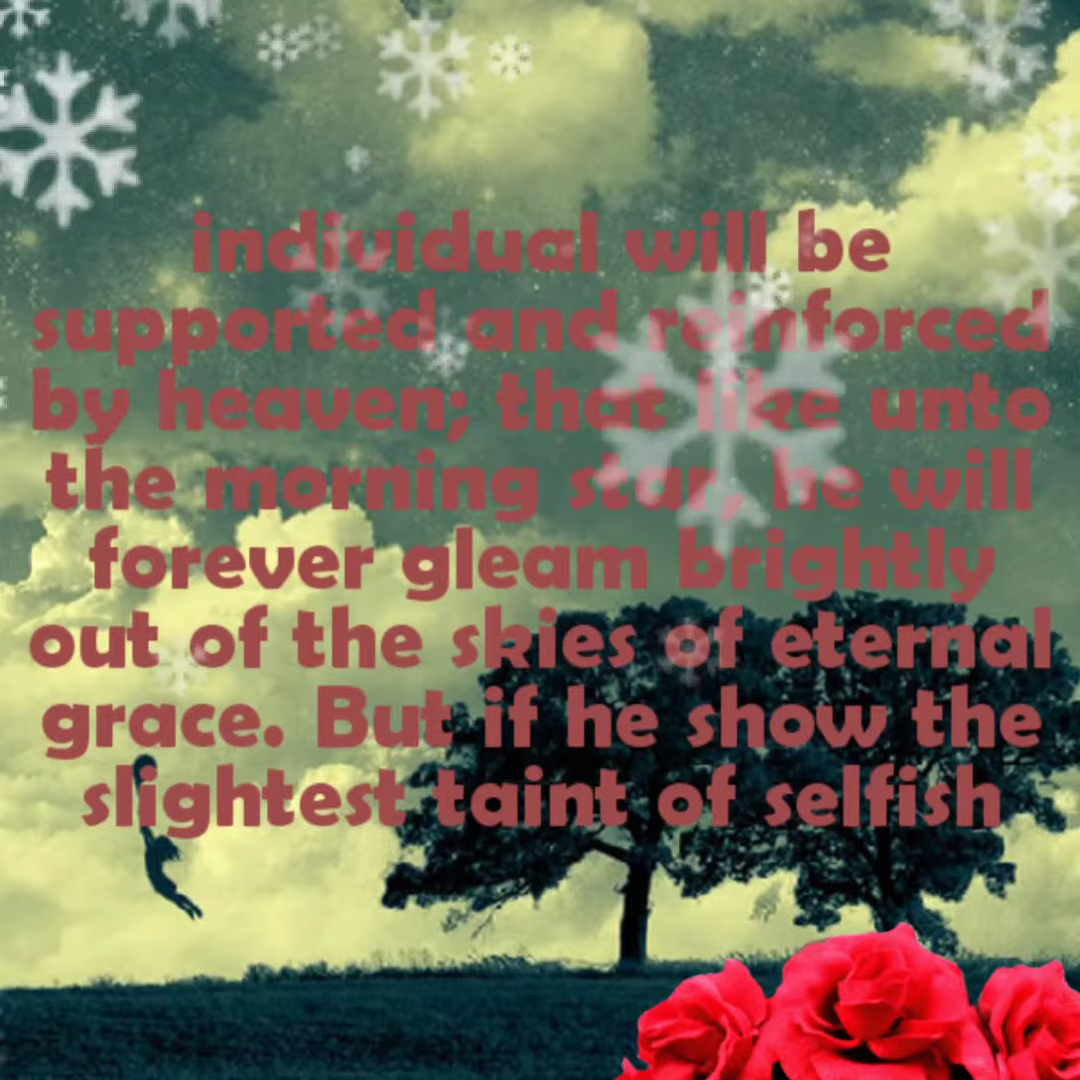 individual will be
supported and reinforced
by heaven; that like unto
the morning star, he will
forever gleam brightly
out of the skies of eternal
grace. But if he show the
slightest taint of selfish